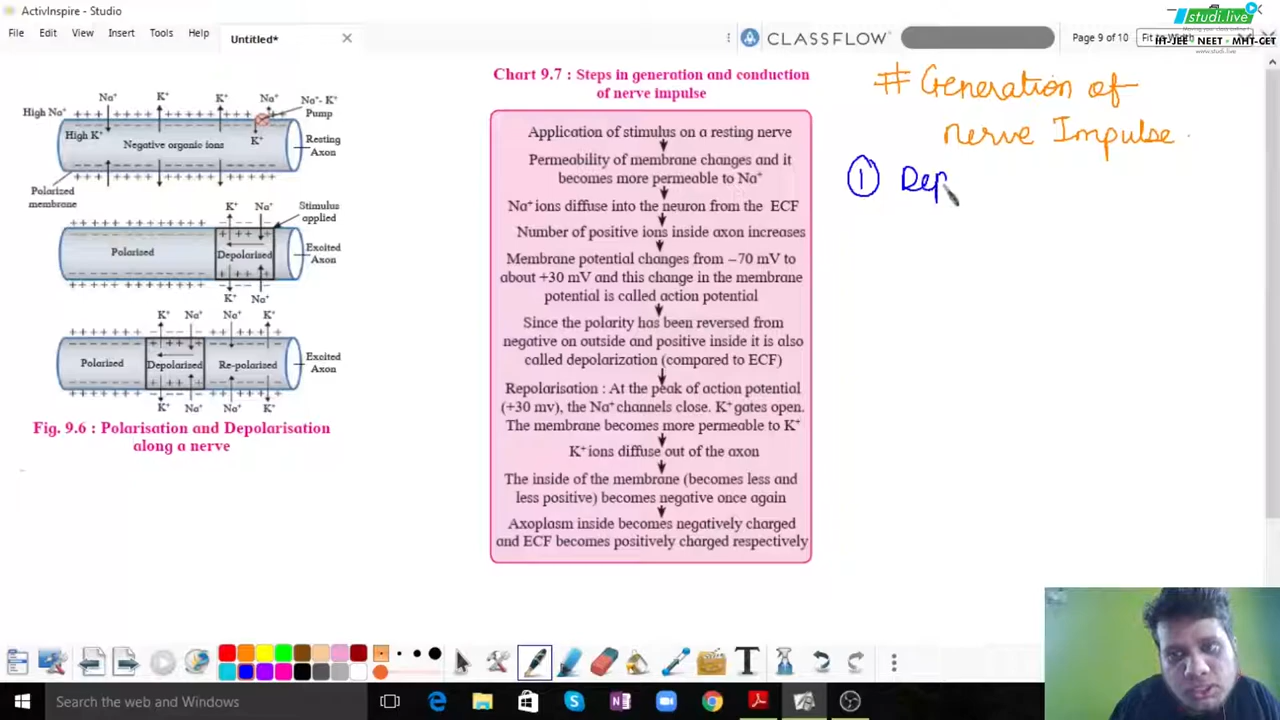 ActivInspire - Studio
File Edit View Insert Tools Help
Untitled*
CLASSFLOW
Page 9 of 10
Fit to Width
studi.live
IIT-JEE NEET MHT-CET
www.studi.live
Na⁺ K⁺ K⁺ Na⁺ Na⁺- K⁺ Pump
High Na⁺
High K⁺
Negative organic ions
K⁺
Resting Axon
Polarized membrane
K⁺ Na⁺
Stimulus applied
Polarized
Depolarised
Excited Axon
K⁺ Na⁺
K⁺ Na⁺ Na⁺ K⁺
Polarised Depolarised Re-polarised
Excited Axon
K⁺ Na⁺ Na⁺ K⁺
Fig. 9.6 : Polarisation and Depolarisation
along a nerve
Chart 9.7 : Steps in generation and conduction
of nerve impulse
Application of stimulus on a resting nerve
Permeability of membrane changes and it
becomes more permeable to Na⁺
Na⁺ ions diffuse into the neuron from the ECF
Number of positive ions inside axon increases
Membrane potential changes from –70 mV to
about +30 mV and this change in the membrane
potential is called action potential
Since the polarity has been reversed from
negative on outside and positive inside it is also
called depolarization (compared to ECF)
Repolarisation : At the peak of action potential
(+30 mv), the Na⁺ channels close. K⁺ gates open.
The membrane becomes more permeable to K⁺
K⁺ ions diffuse out of the axon
The inside of the membrane (becomes less and
less positive) becomes negative once again
Axoplasm inside becomes negatively charged
and ECF becomes positively charged respectively
# Generation of
nerve Impulse
① Dep
Search the web and Windows